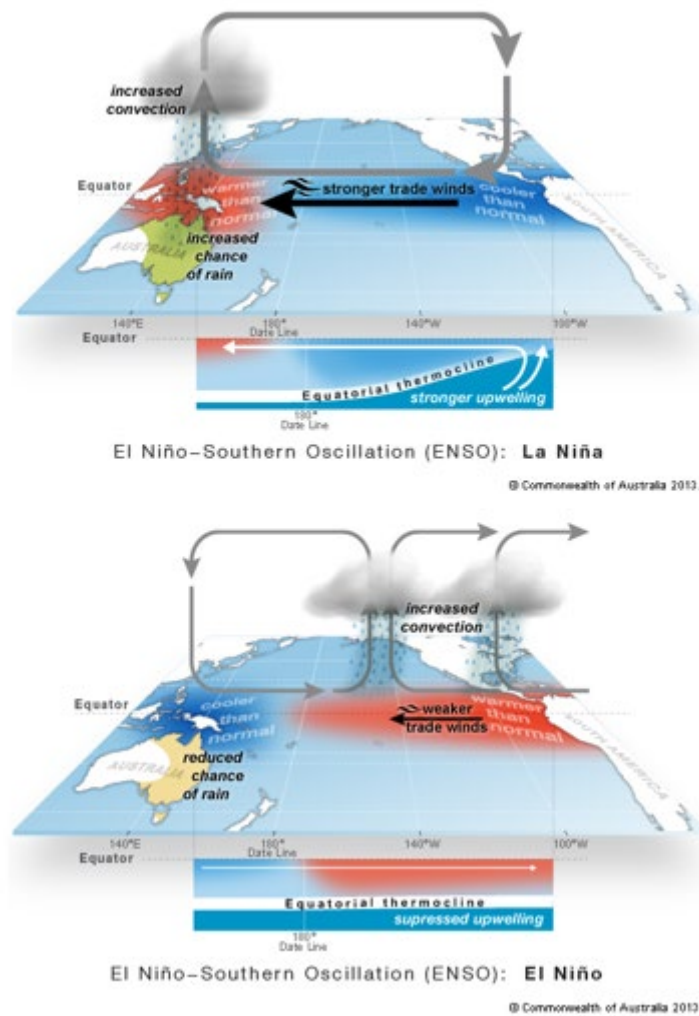 increased
convection
Equator
warmer
than
normal
stronger trade winds
cooler
than
normal
AUSTRALIA
increased
chance
of rain
SOUTH AMERICA
140°E
180°
Date Line
140°W
100°W
Equator
Equatorial thermocline
stronger upwelling
180°
Date Line
El Niño–Southern Oscillation (ENSO): La Niña
© Commonwealth of Australia 2013
increased
convection
Equator
cooler
than
normal
weaker
trade winds
warmer
than
normal
AUSTRALIA
reduced
chance
of rain
SOUTH AMERICA
140°E
180°
Date Line
140°W
100°W
Equator
Equatorial thermocline
supressed upwelling
180°
Date Line
El Niño–Southern Oscillation (ENSO): El Niño
© Commonwealth of Australia 2013